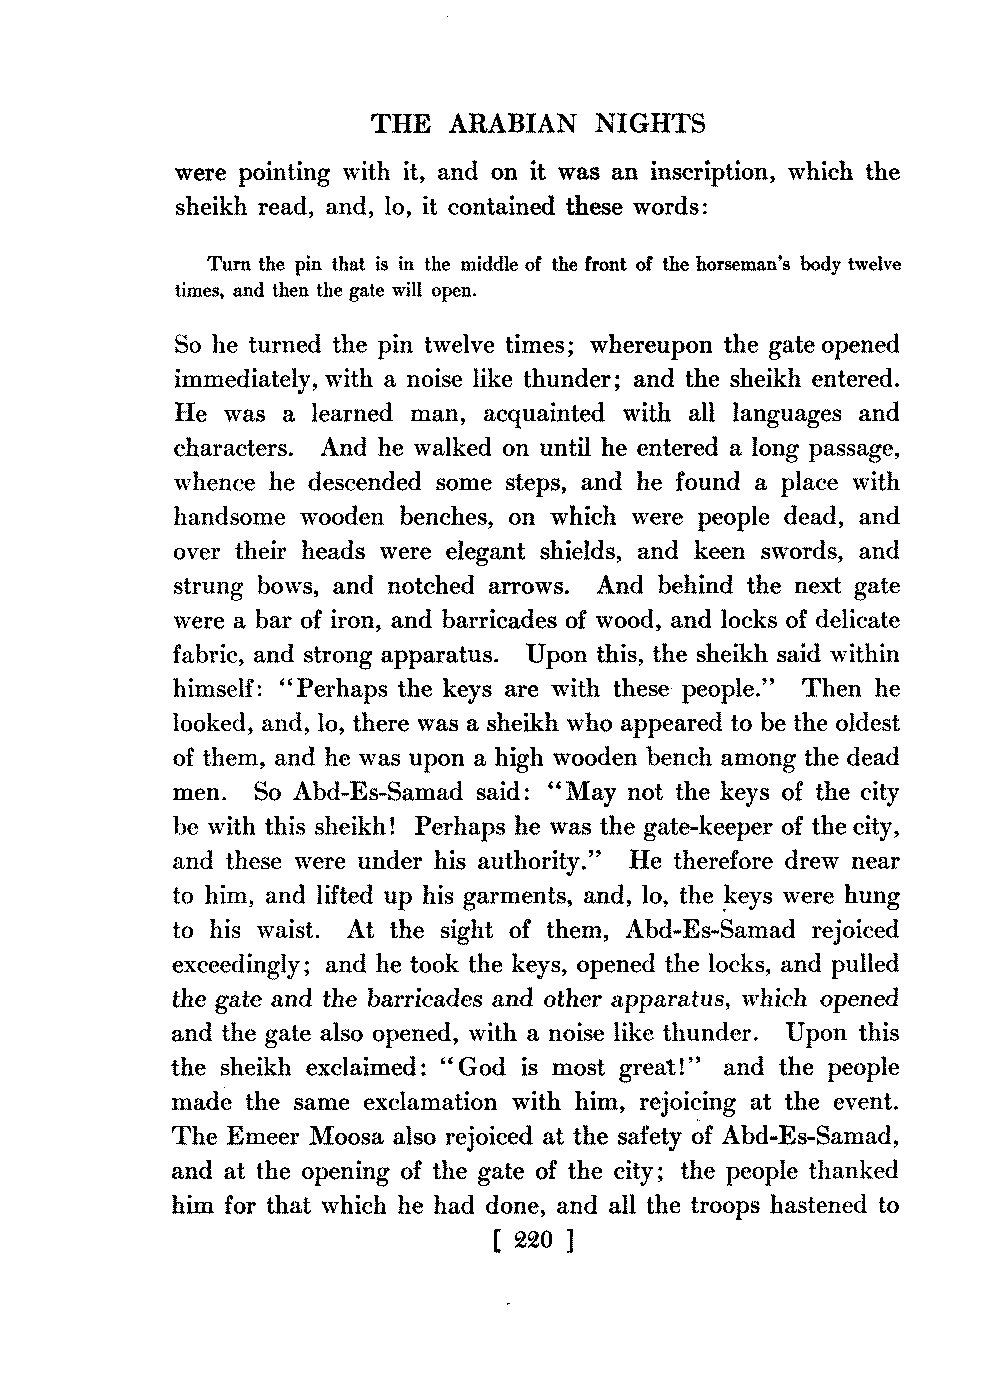 THE ARABIAN NIGHTS
were pointing with it, and on it was an inscription, which the
sheikh read, and, lo, it contained these words:
Turn the pin that is in the middle of the front of the horseman's body twelve
times, and then the gate will open.
So he turned the pin twelve times; whereupon the gate opened
immediately, with a noise like thunder; and the sheikh entered.
He was a learned man, acquainted with all languages and
characters. And he walked on until he entered a long passage,
whence he descended some steps, and he found a place with
handsome wooden benches, on which were people dead, and
over their heads were elegant shields, and keen swords, and
strung bows, and notched arrows. And behind the next gate
were a bar of iron, and barricades of wood, and locks of delicate
fabric, and strong apparatus. Upon this, the sheikh said within
himself: "Perhaps the keys are with these people." Then he
looked, and, lo, there was a sheikh who appeared to be the oldest
of them, and he was upon a high wooden bench among the dead
men. So Abd-Es-Samad said: "May not the keys of the city
be with this sheikh! Perhaps he was the gate-keeper of the city,
and these were under his authority." He therefore drew near
to him, and lifted up his garments, and, lo, the keys were hung
to his waist. At the sight of them, Abd-Es-Samad rejoiced
exceedingly; and he took the keys, opened the locks, and pulled
the gate and the barricades and other apparatus, which opened
and the gate also opened, with a noise like thunder. Upon this
the sheikh exclaimed: "God is most great!" and the people
made the same exclamation with him, rejoicing at the event.
The Emeer Moosa also rejoiced at the safety of Abd-Es-Samad,
and at the opening of the gate of the city; the people thanked
him for that which he had done, and all the troops hastened to
[ 220 ]